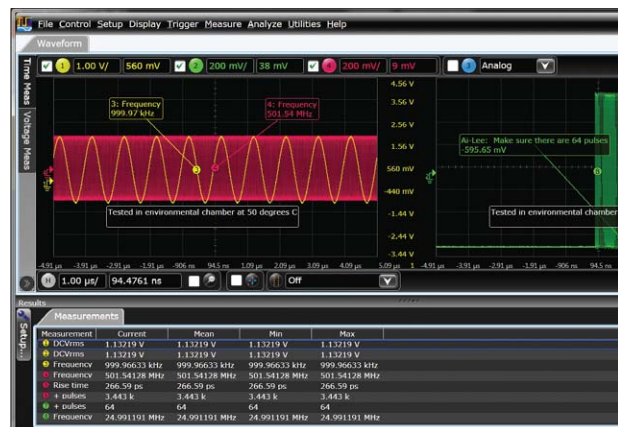 File Control Setup Display Trigger Measure Analyze Utilities Help
Waveform
1 1.00 V/ 560 mV 2 200 mV/ 38 mV 4 200 mV/ 9 mV 3 Analog
Time Meas
Voltage Meas
4.56 V
3.56 V
2.56 V
1.56 V
560 mV
-440 mV
-1.44 V
-2.44 V
-3.44 V
3: Frequency
999.97 kHz
4: Frequency
501.54 MHz
Tested in environmental chamber at 50 degrees C
Ai-Lee: Make sure there are 64 pulses
-595.65 mV
Tested in environmental chamber
-4.91 µs -3.91 µs -2.91 µs -1.91 µs -906 ns 94.5 ns 1.09 µs 2.09 µs 3.09 µs 4.09 µs 5.09 µs 1 -4.91 µs -3.91 µs -2.91 µs -1.91 µs -906 ns 94.5 ns
H 1.00 µs/ 94.4761 ns Off
Results
Setup...
Measurements
Measurement Current Mean Min Max
DCVrms 1.13219 V 1.13219 V 1.13219 V 1.13219 V
DCVrms 1.13219 V 1.13219 V 1.13219 V 1.13219 V
Frequency 999.96633 kHz 999.96633 kHz 999.96633 kHz 999.96633 kHz
Frequency 501.54128 MHz 501.54128 MHz 501.54128 MHz 501.54128 MHz
Rise time 266.59 ps 266.59 ps 266.59 ps 266.59 ps
+ pulses 3.443 k 3.443 k 3.443 k 3.443 k
+ pulses 64 64 64 64
Frequency 24.991191 MHz 24.991191 MHz 24.991191 MHz 24.991191 MHz